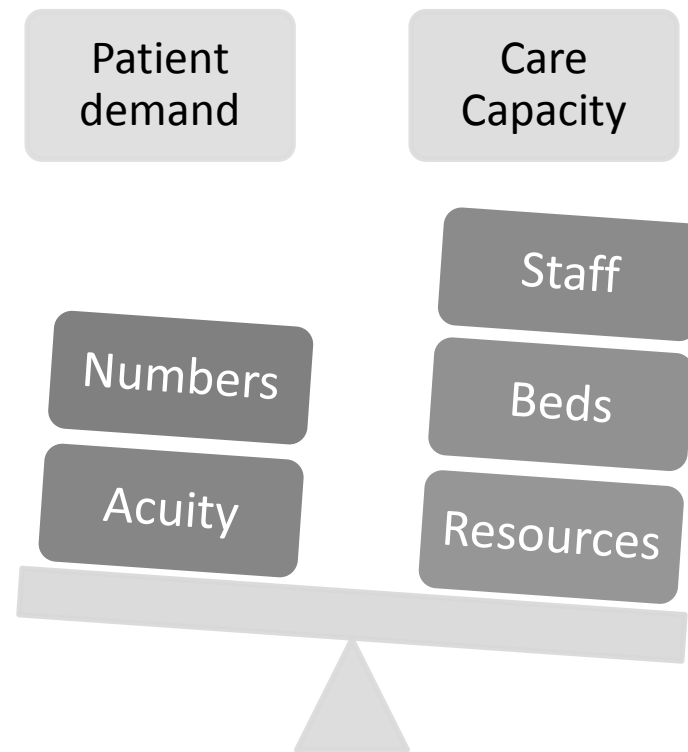 Patient
demand
Care
Capacity
Staff
Numbers
Beds
Acuity
Resources